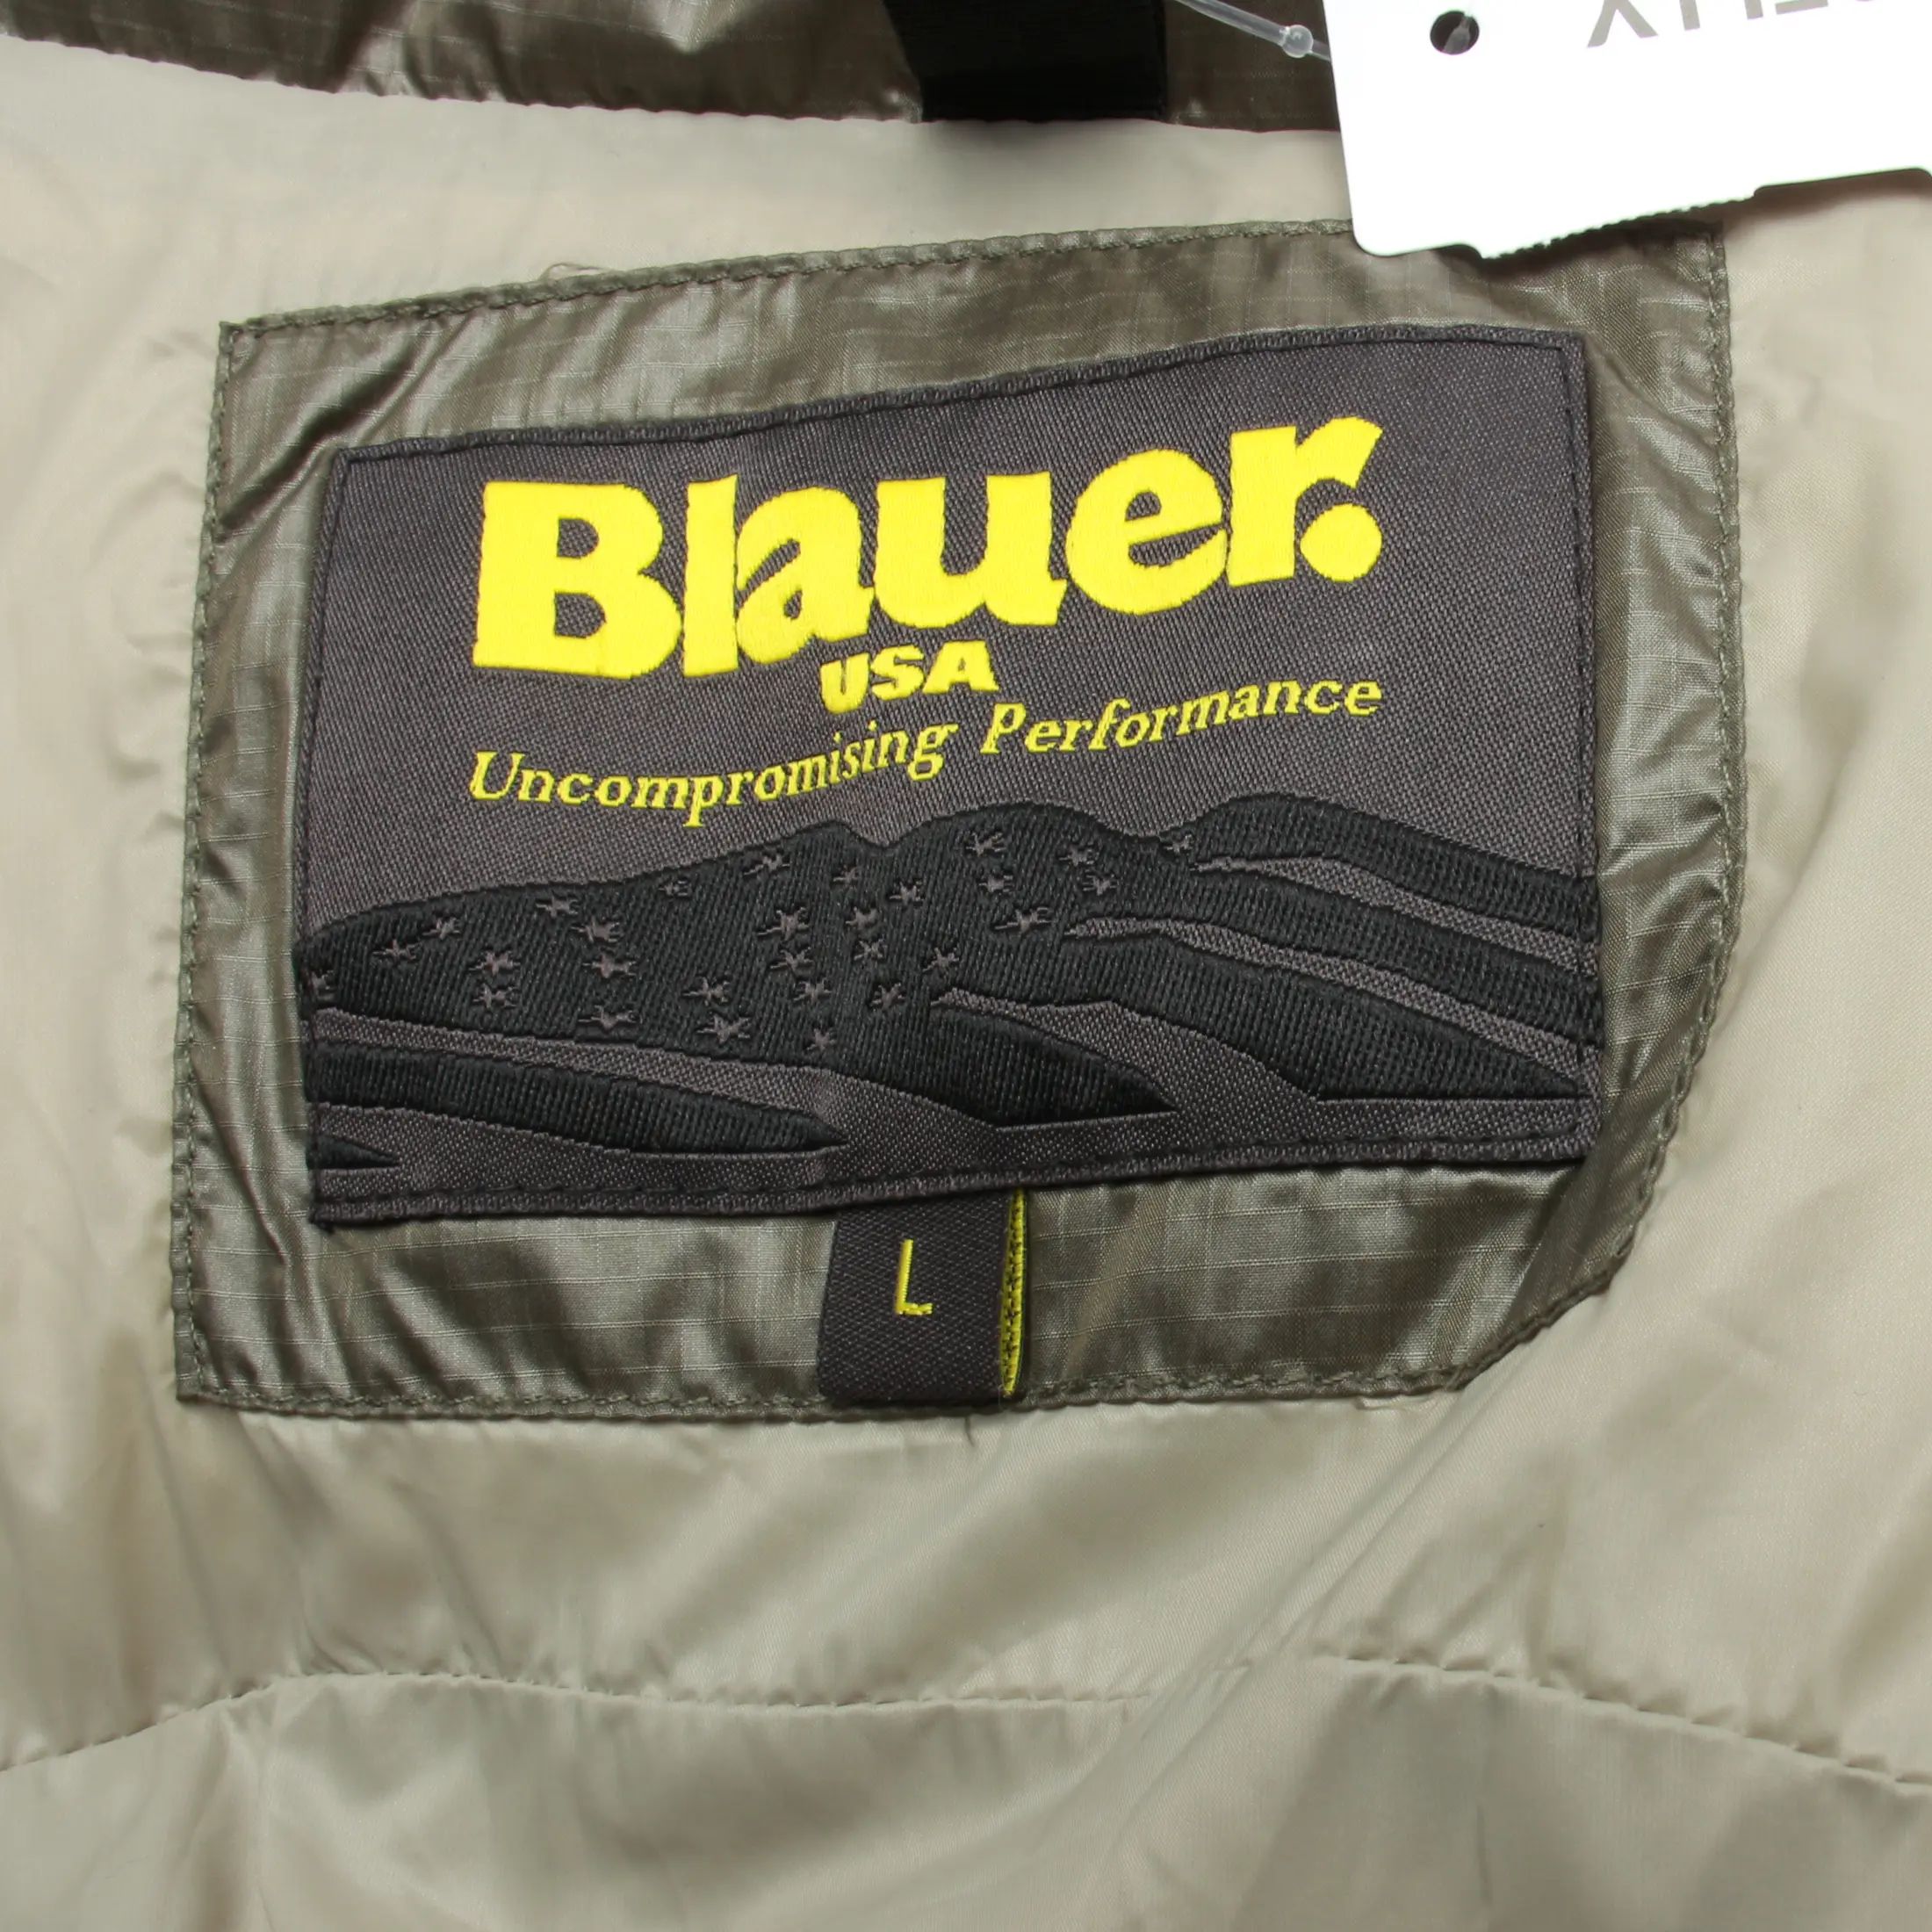 Blauer.
USA
Uncompromising Performance
L